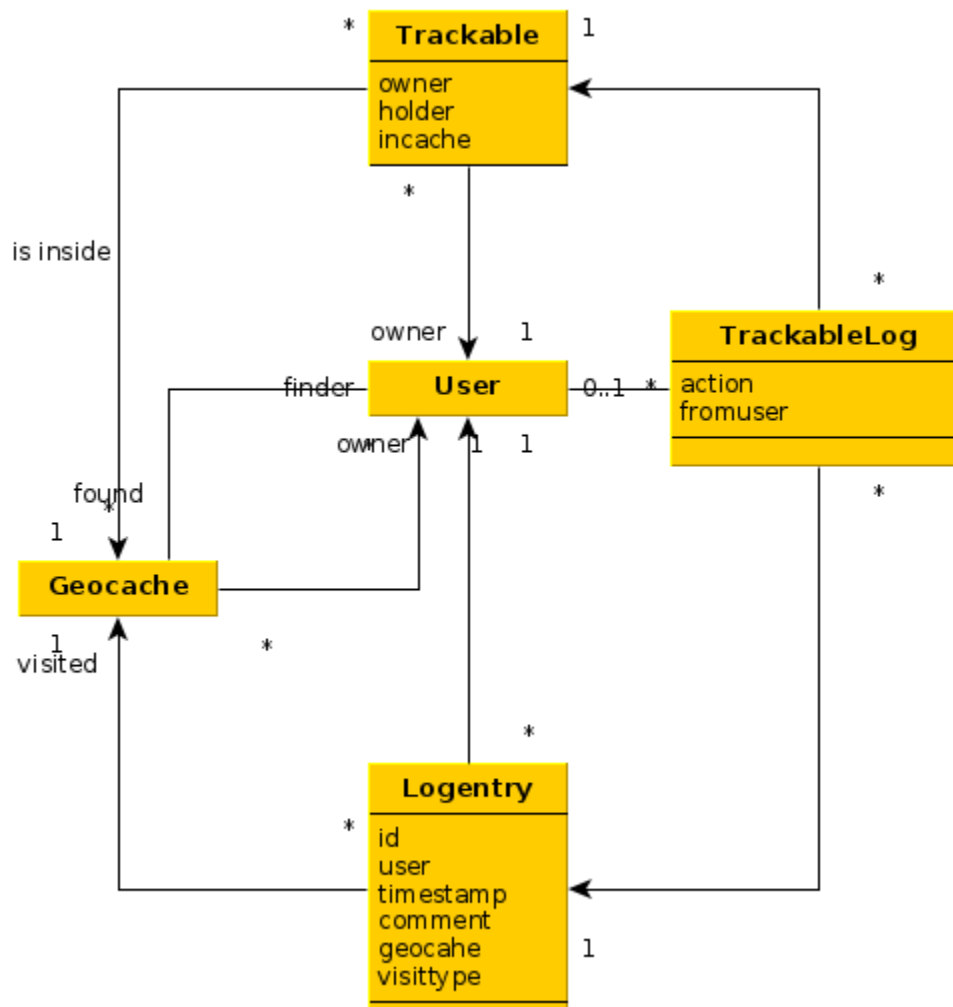 *
Trackable
1
owner
holder
incache
*
is inside
*
owner
1
TrackableLog
finder
User
0..1
*
action
fromuser
owner
*
1
1
found
*
*
1
Geocache
1
*
visited
*
Logentry
*
id
user
timestamp
comment
geocahe
1
visittype